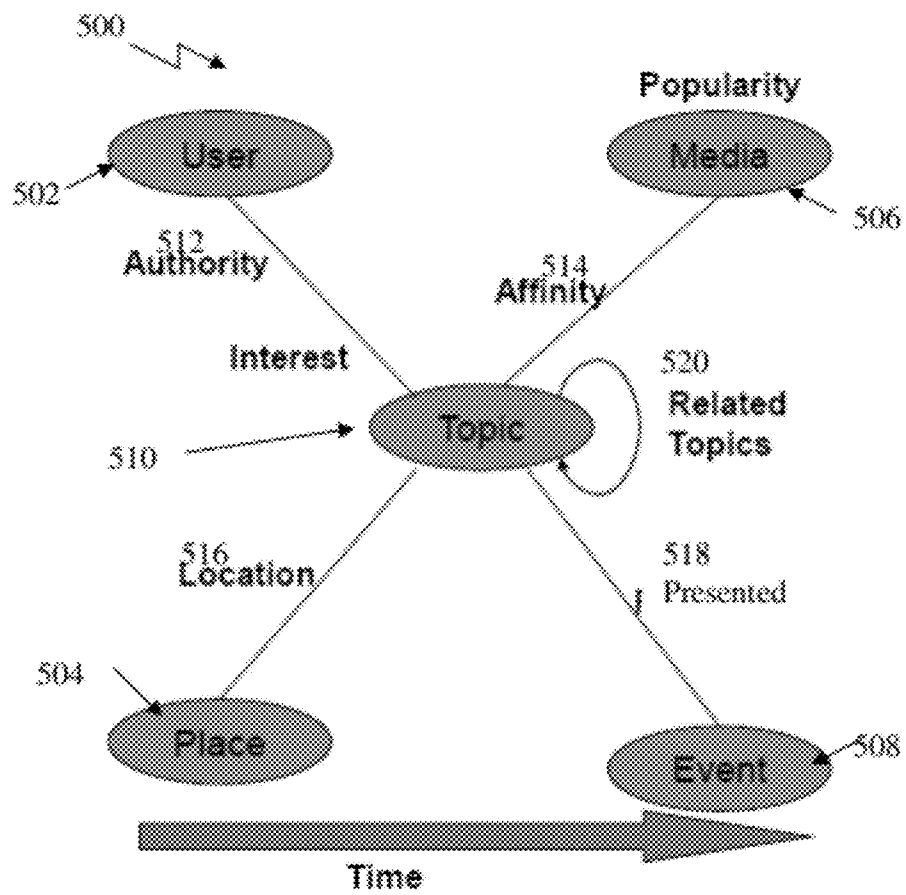 500
Popularity
User
Media
502
506
512
Authority
514
Affinity
Interest
520
Related
Topics
Topic
510
516
Location
518
Presented
504
Place
Event
508
Time